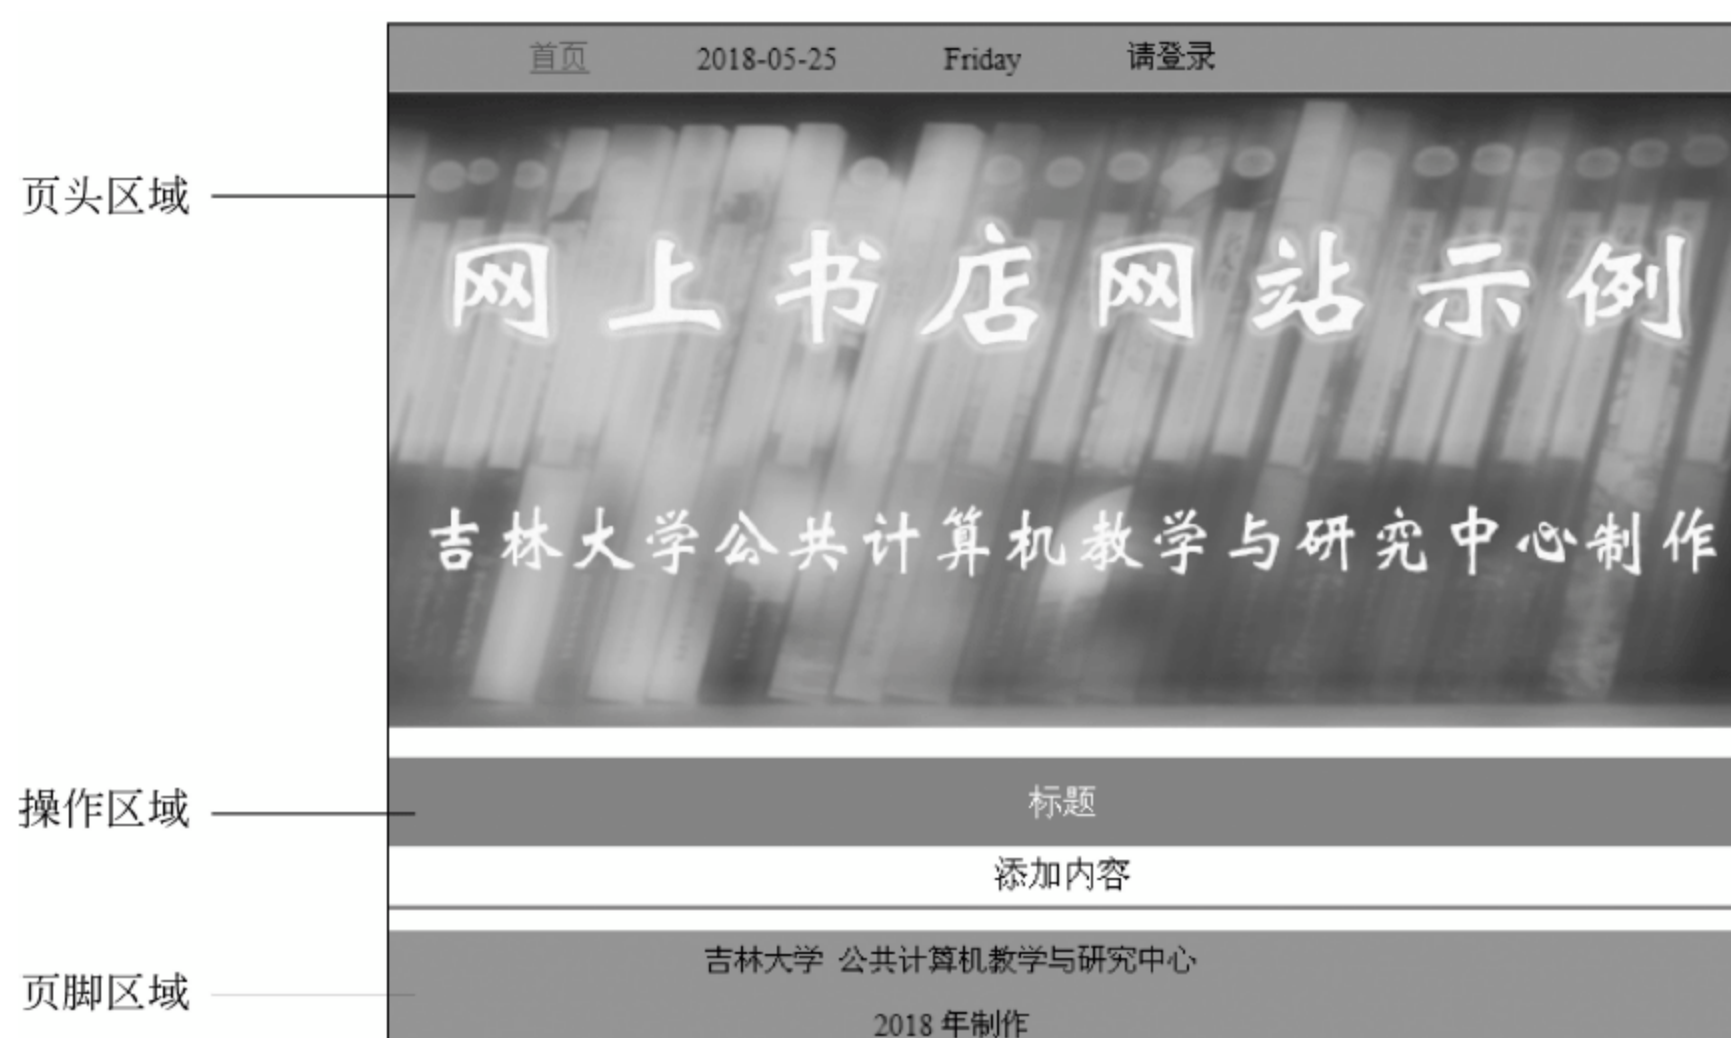 首页 2018-05-25 Friday 请登录
页头区域
网上书店网站示例
吉林大学公共计算机教学与研究中心制作
操作区域
标题
添加内容
吉林大学 公共计算机教学与研究中心
页脚区域
2018 年制作